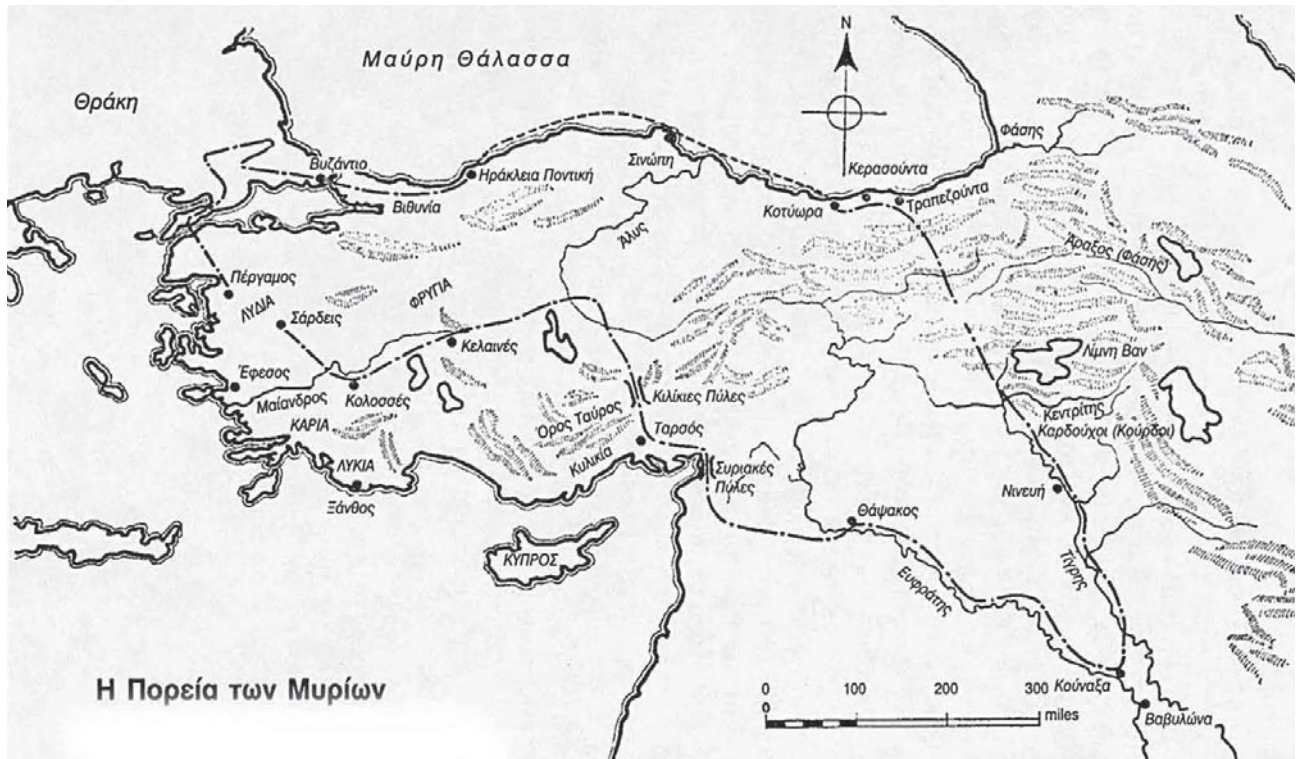 N
Μαύρη Θάλασσα
Θράκη
Φάσης
Βυζάντιο
Σινώπη
Κερασούντα
Ηράκλεια Ποντική
Τραπεζούντα
Βιθυνία
Κοτύωρα
Άλυς
Άραξος (Φάσης)
Πέργαμος
ΛΥΔΙΑ
ΦΡΥΓΙΑ
Σάρδεις
Κελαινές
Λίμνη Βαν
Έφεσος
Μαίανδρος
Κολοσσές
Κιλίκιες Πύλες
Κεντρίτης
ΚΑΡΙΑ
Όρος Ταύρος
Καρδούχοι (Κούρδοι)
Ταρσός
ΛΥΚΙΑ
Κυλικία
Συριακές
Πύλες
Ξάνθος
Νινευή
Θάψακος
ΚΥΠΡΟΣ
Τίγρης
Ευφράτης
Η Πορεία των Μυρίων
Κούναξα
0 100 200 300
0 miles
Βαβυλώνα